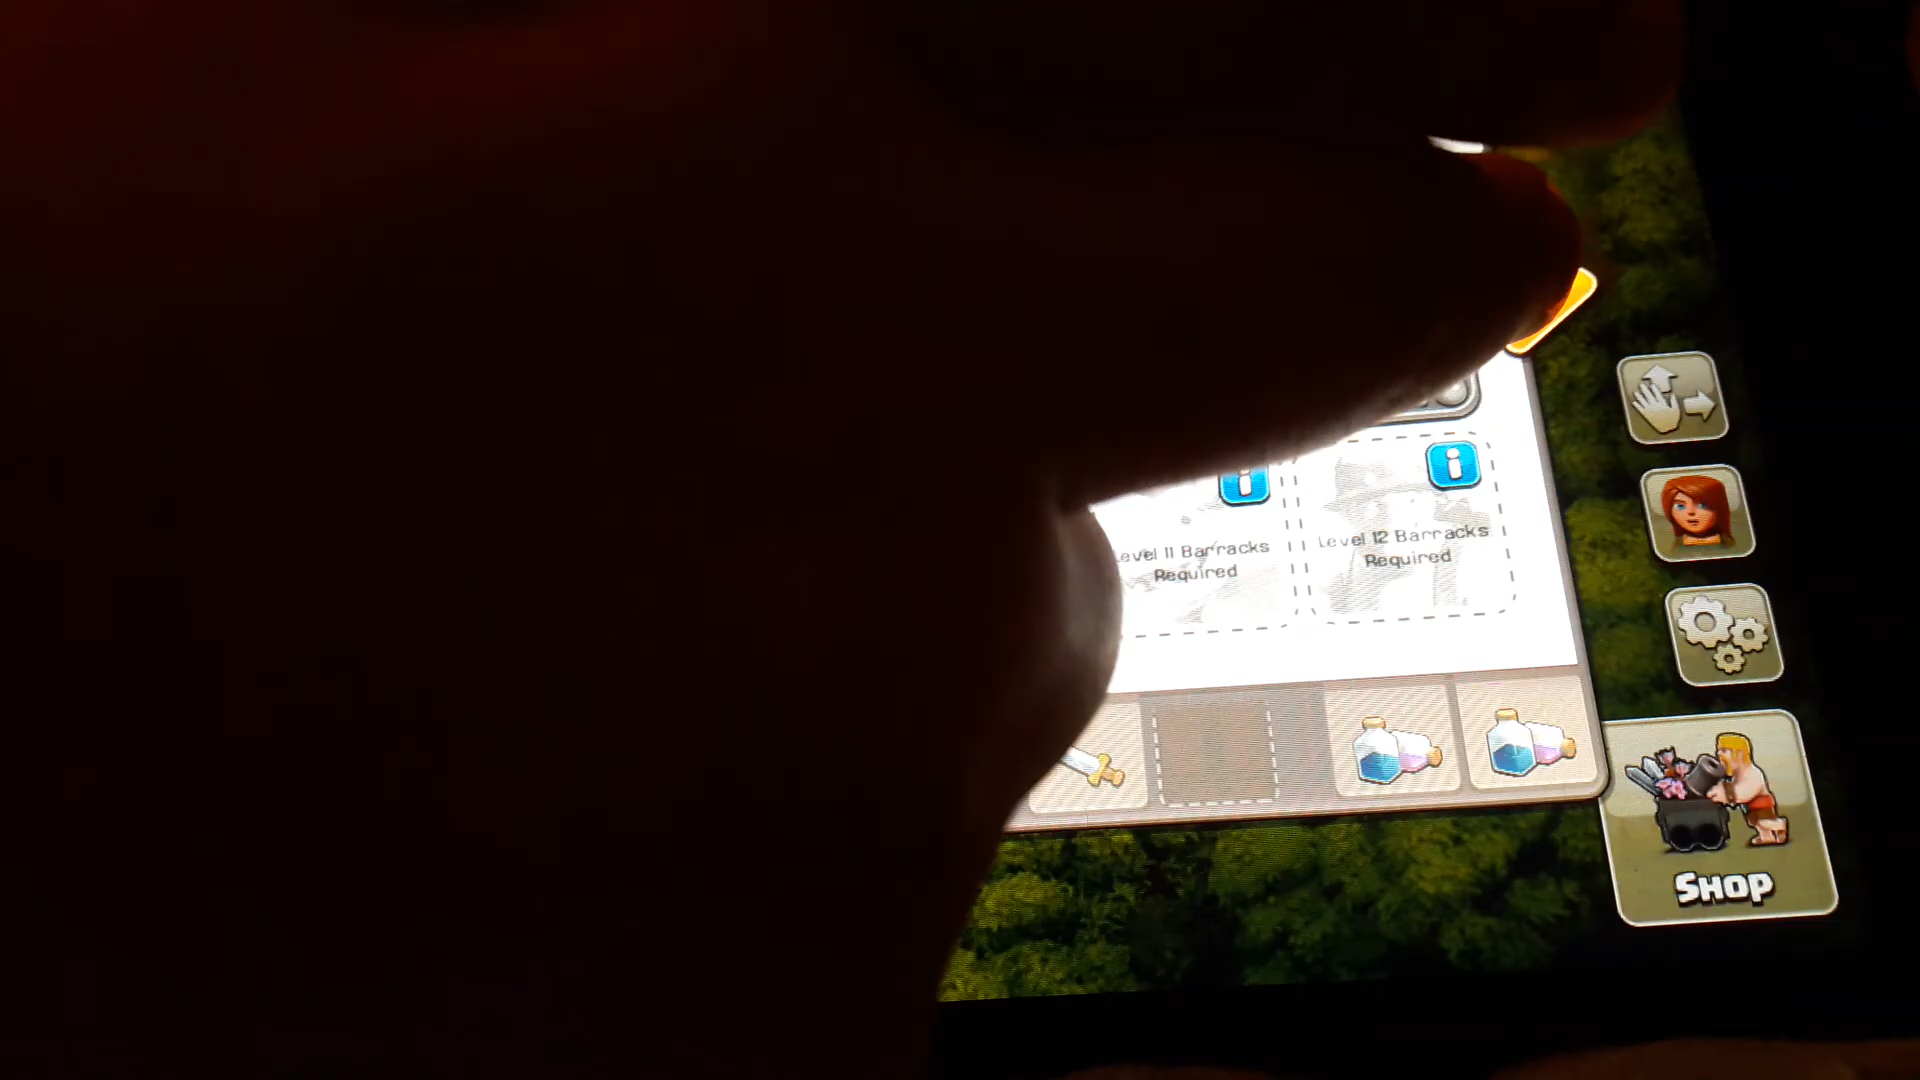 Level 11 Barracks
Required
Level 12 Barracks
Required
SHOP